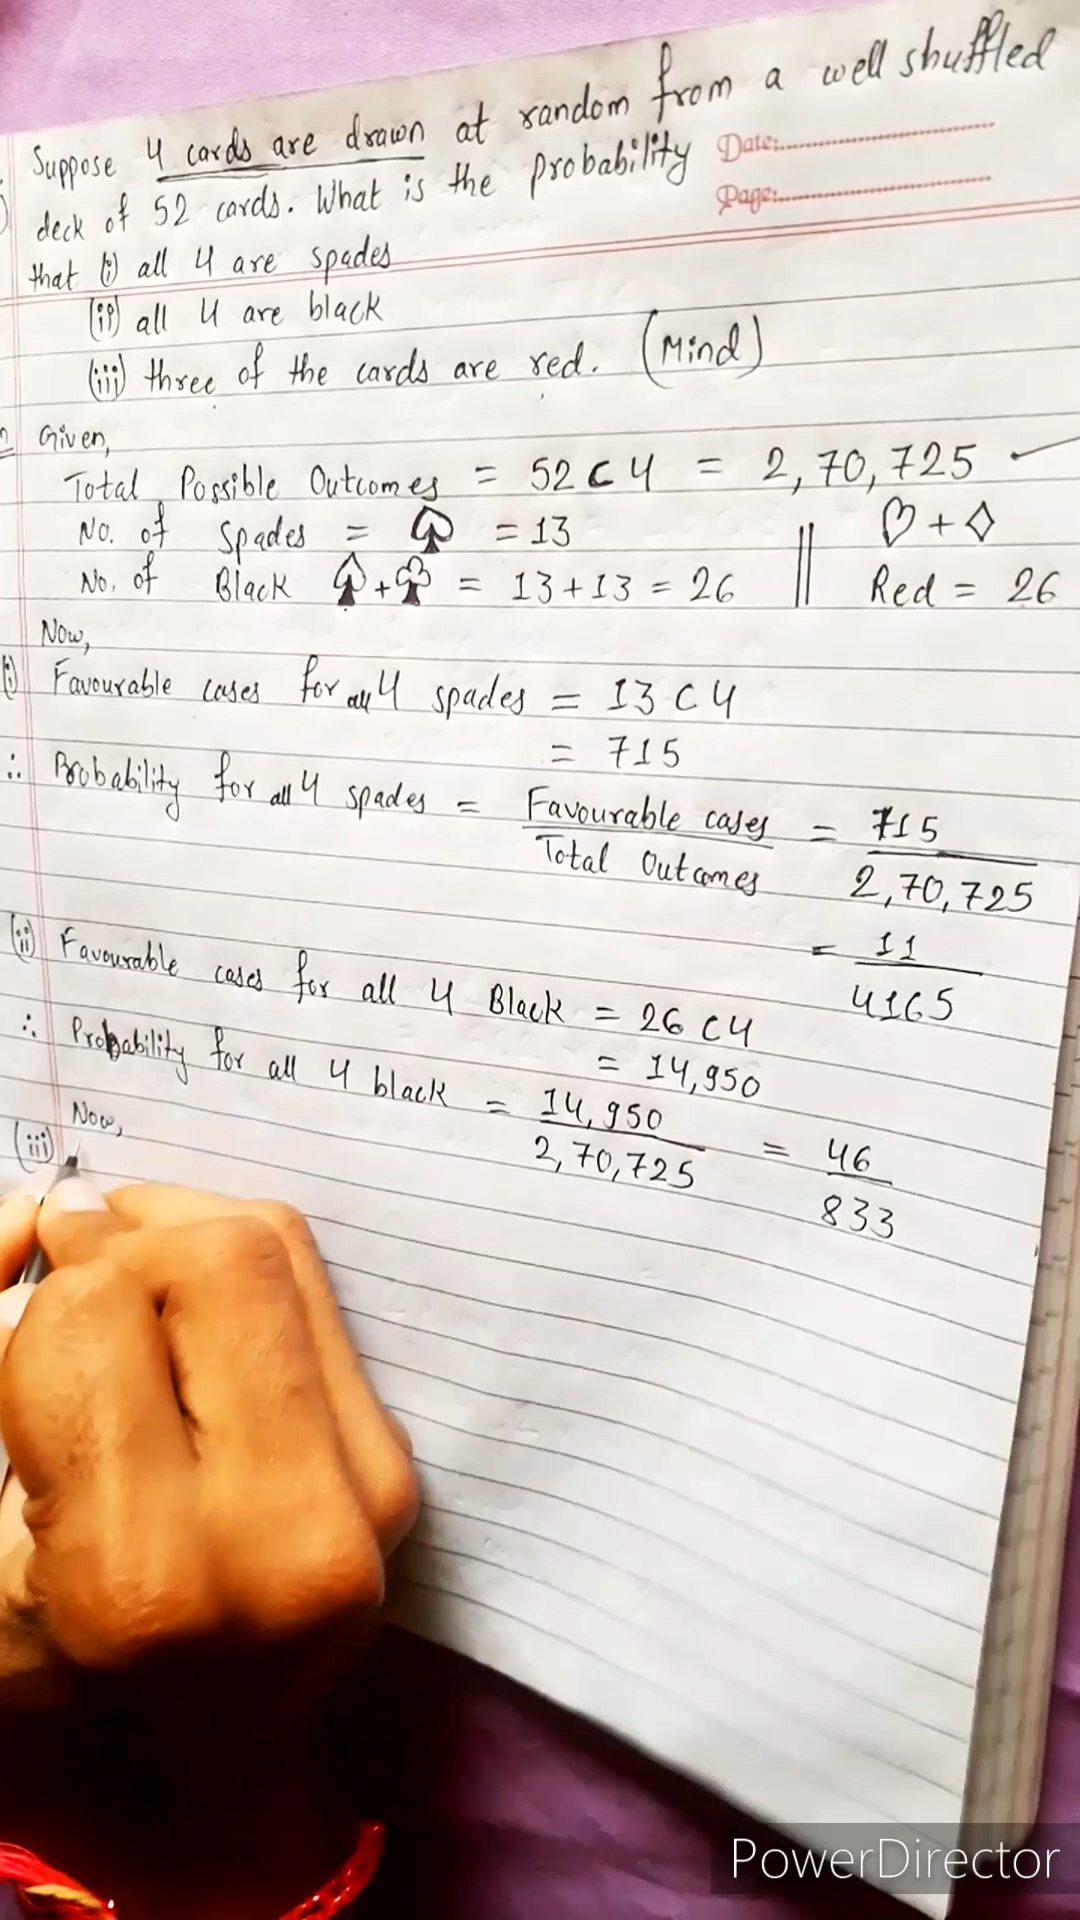 Suppose 4 cards are drawn at random from a well shuffled
deck of 52 cards. What is the probability
Date:
Page:
that (i) all 4 are spades
(ii) all 4 are black
(iii) three of the cards are red. (Mind)
Given,
Total Possible Outcomes = 52C4 = 2,70,725
No. of Spades = ♠ = 13 || ♡ + ◇
No. of Black ♠ + ♣ = 13+13 = 26 || Red = 26
Now,
(i) Favourable cases for all 4 spades = 13C4
= 715
∴ Probability for all 4 spades = Favourable cases / Total Outcomes = 715 / 2,70,725
= 11 / 4165
(ii) Favourable cases for all 4 Black = 26C4
= 14,950
∴ Probability for all 4 black = 14,950 / 2,70,725 = 46 / 833
Now,
(iii)
PowerDirector